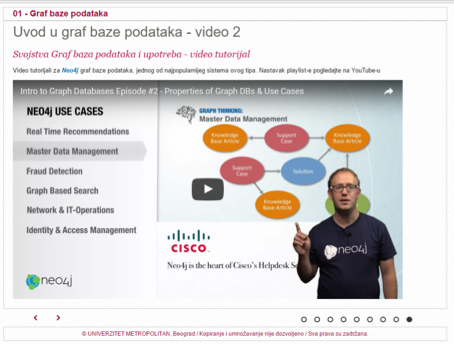 01 - Graf baze podataka
Uvod u graf baze podataka - video 2
Svojstva Graf baza podataka i upotreba - video tutorijal
Video tutorijali za Neo4j graf baze podataka, jednog od najpopularnijeg sistema ovog tipa. Nastavak playlist-e pogledajte na YouTube-u
Intro to Graph Databases Episode #2 - Properties of Graph DBs & Use Cases
NEO4j USE CASES
Real Time Recommendations
Master Data Management
Fraud Detection
Graph Based Search
Network & IT-Operations
Identity & Access Management
neo4j
GRAPH THINKING:
Master Data Management
Knowledge
Base Article
Support
Case
Knowledge
Base Article
Support
Case
Solution
Knowledge
Base Article
CISCO
Neo4j is the heart of Cisco's Helpdesk
neo4j
© UNIVERZITET METROPOLITAN, Beograd / Kopiranje i umnožavanje nije dozvoljeno / Sva prava su zadržana.